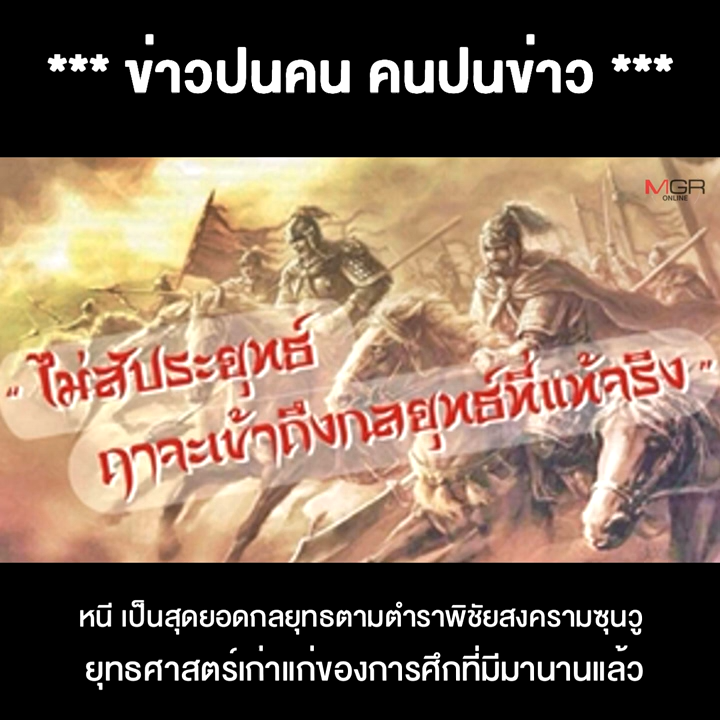 *** ข่าวปนคน คนปนข่าว ***
MGR
ONLINE
" ไม่สัประยุทธ์
ฤาจะเข้าถึงกลยุทธ์ที่แท้จริง "
หนี เป็นสุดยอดกลยุทธตามตำราพิชัยสงครามซุนวู
ยุทธศาสตร์เก่าแก่ของการศึกที่มีมานานแล้ว